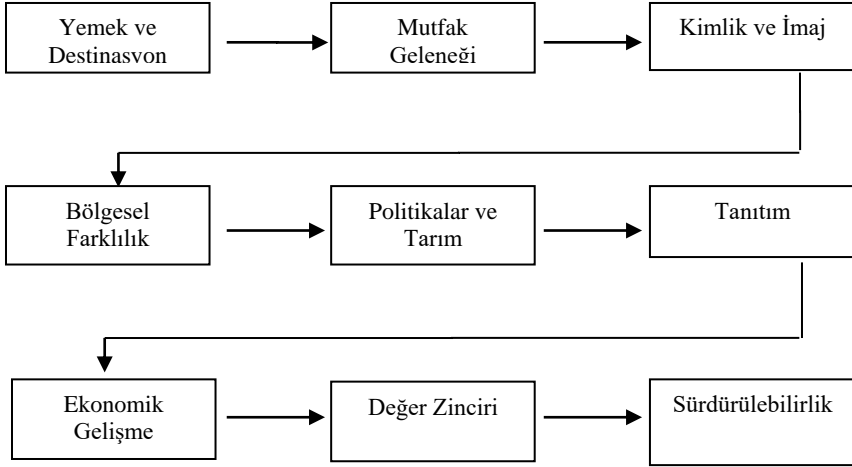 Yemek ve
Destinasvon
Mutfak
Geleneği
Kimlik ve İmaj
Bölgesel
Farklılık
Politikalar ve
Tarım
Tanıtım
Ekonomik
Gelişme
Değer Zinciri
Sürdürülebilirlik